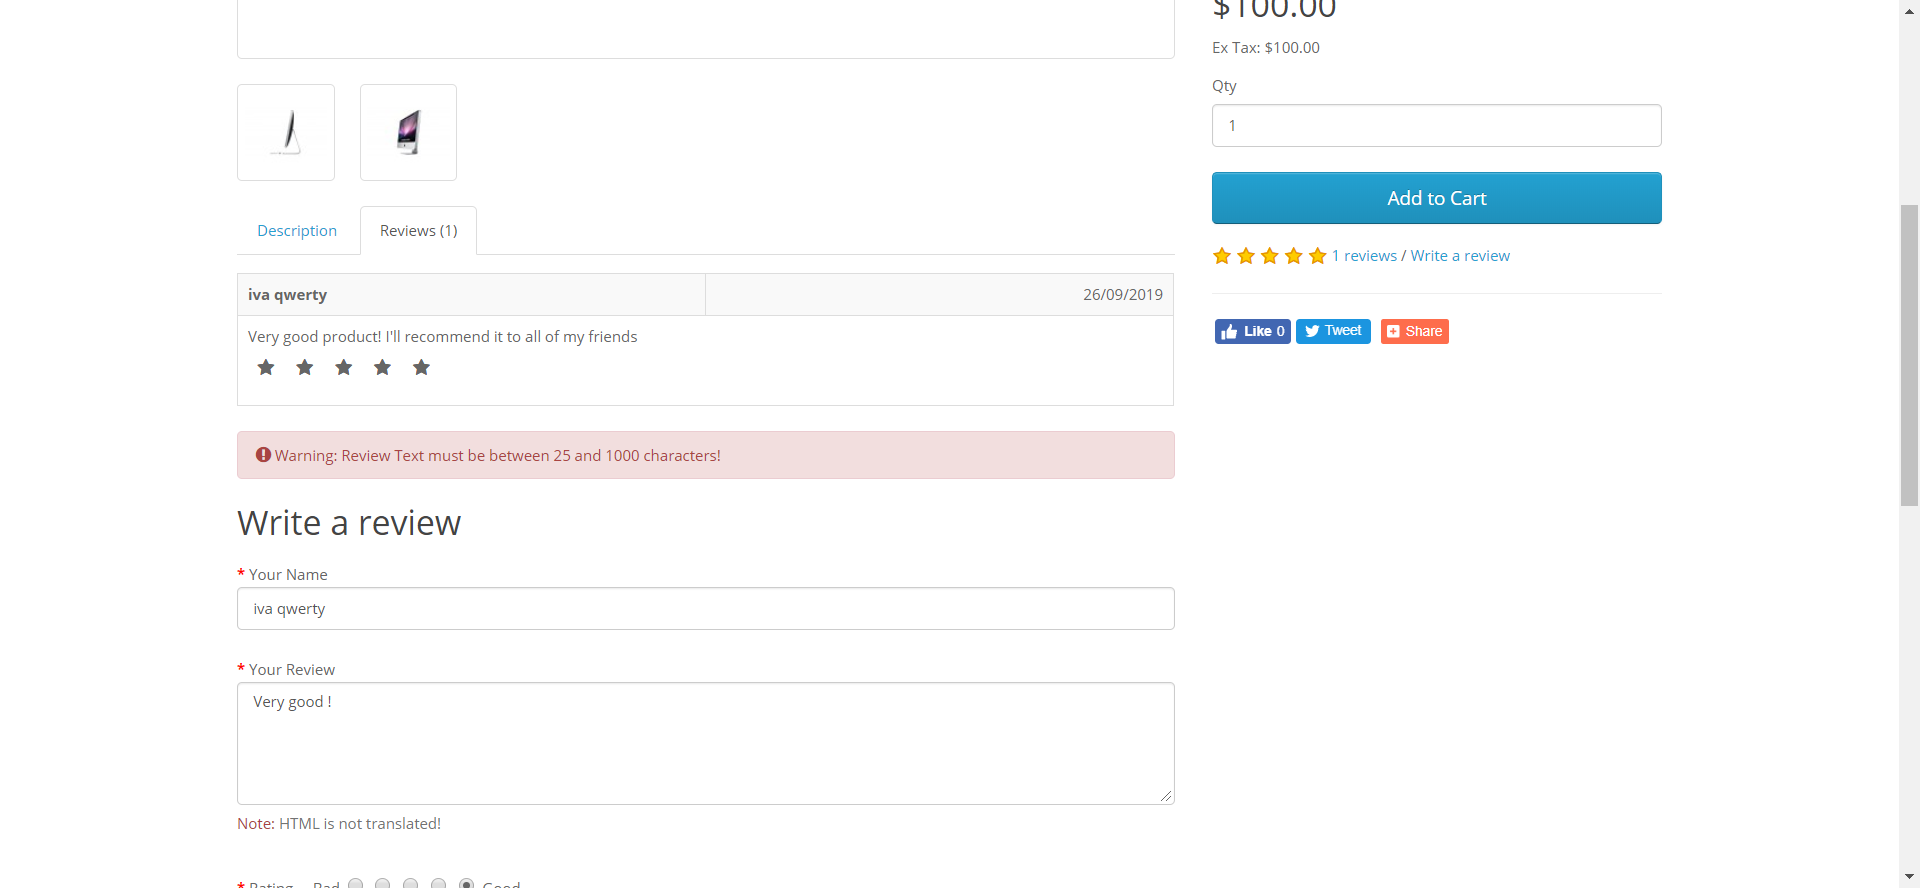 $100.00
Ex Tax: $100.00
Qty
1
Add to Cart
1 reviews / Write a review
Like 0
Tweet
Share
Description
Reviews (1)
iva qwerty
26/09/2019
Very good product! I'll recommend it to all of my friends
Warning: Review Text must be between 25 and 1000 characters!
Write a review
* Your Name
iva qwerty
* Your Review
Very good !
Note: HTML is not translated!
* Rating Bad Good